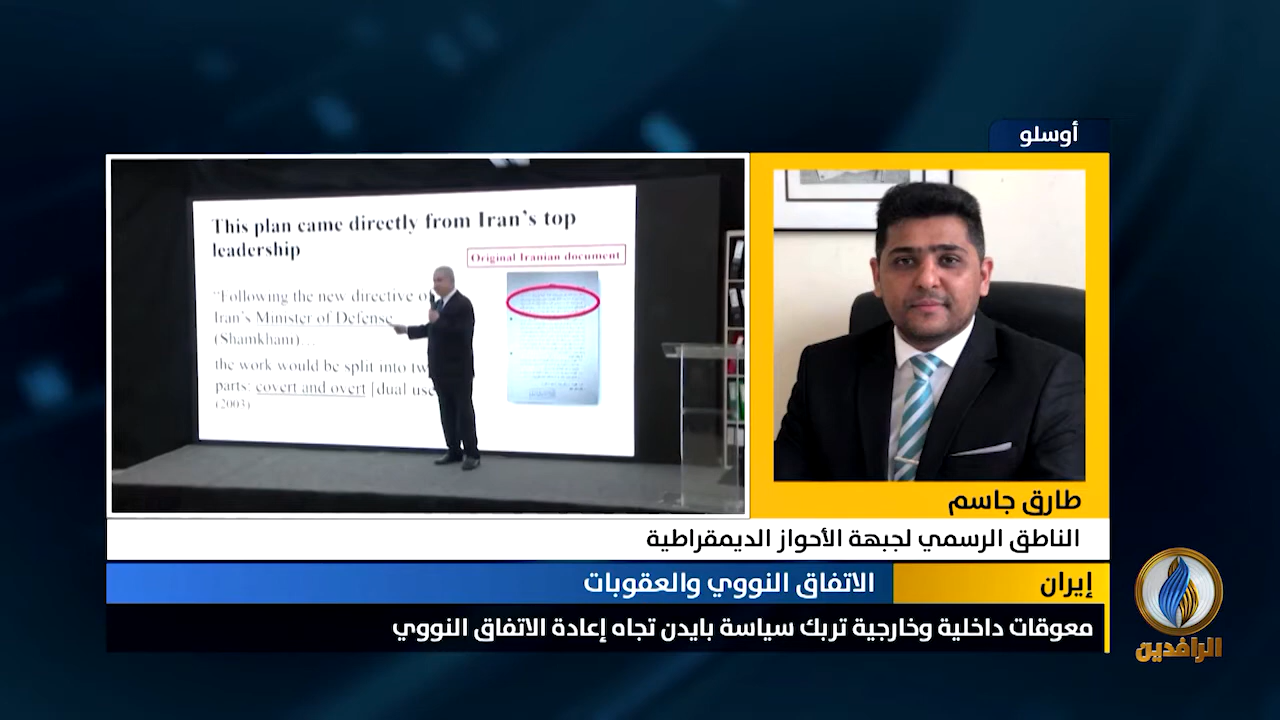 أوسلو
This plan came directly from Iran's top
leadership
Original Iranian document
"Following the new directive of
Iran's Minister of Defense
(Shamkhani)...
the work would be split into
parts: covert and overt [dual
(2003)
طارق جاسم
الناطق الرسمي لجبهة الأحواز الديمقراطية
إيران
الاتفاق النووي والعقوبات
معوقات داخلية وخارجية تربك سياسة بايدن تجاه إعادة الاتفاق النووي
الرافدين